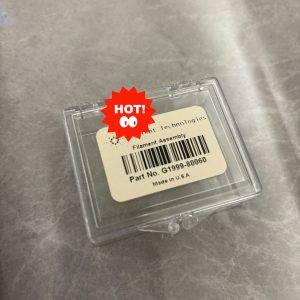 HOT!
Technologies
Filament Assembly
Part No. G1999-80060
Made in U.S.A